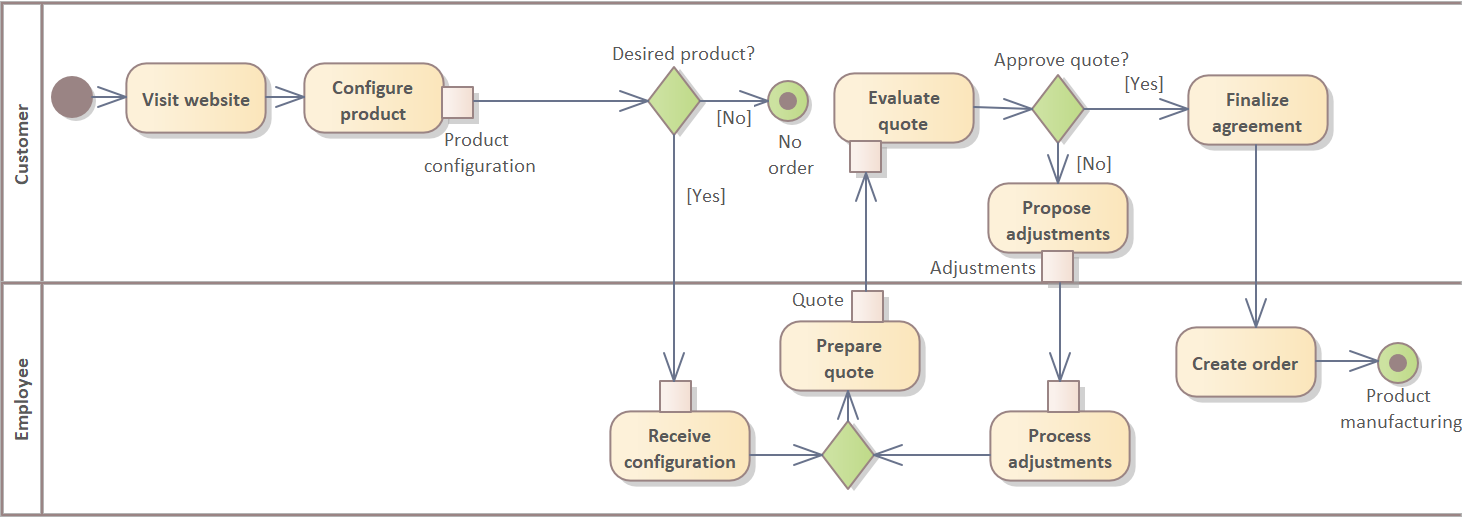 Customer
Visit website
Configure
product
Product
configuration
Desired product?
[No]
No
order
[Yes]
Evaluate
quote
Approve quote?
[Yes]
Finalize
agreement
[No]
Propose
adjustments
Adjustments
Employee
Quote
Prepare
quote
Receive
configuration
Process
adjustments
Create order
Product
manufacturing